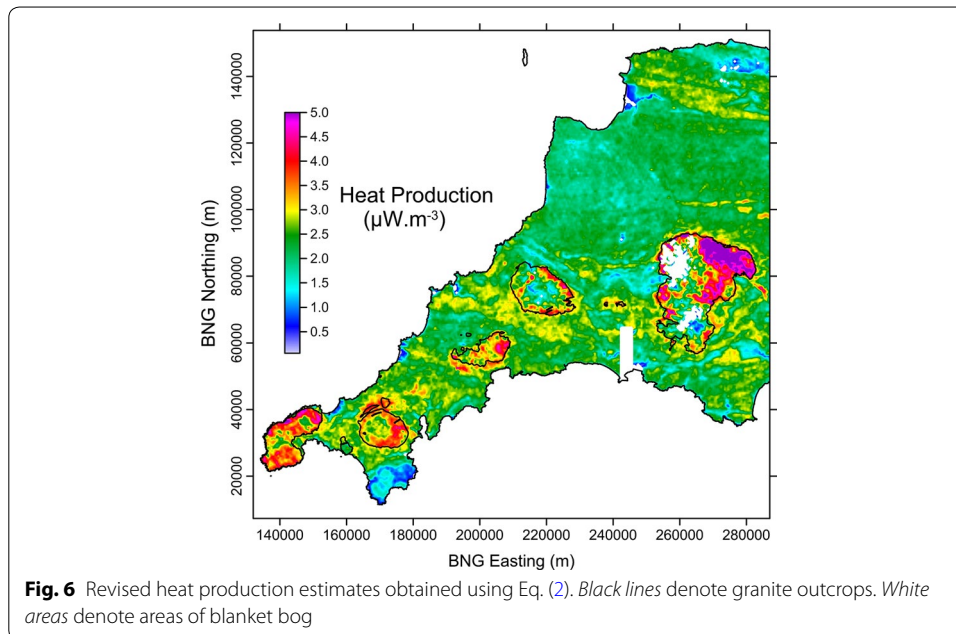 140000
120000
100000
80000
60000
40000
20000
BNG Northing (m)
5.0
4.5
4.0
3.5
3.0
2.5
2.0
1.5
1.0
0.5
Heat Production
(µW.m-3)
140000 160000 180000 200000 220000 240000 260000 280000
BNG Easting (m)
Fig. 6 Revised heat production estimates obtained using Eq. (2). Black lines denote granite outcrops. White
areas denote areas of blanket bog